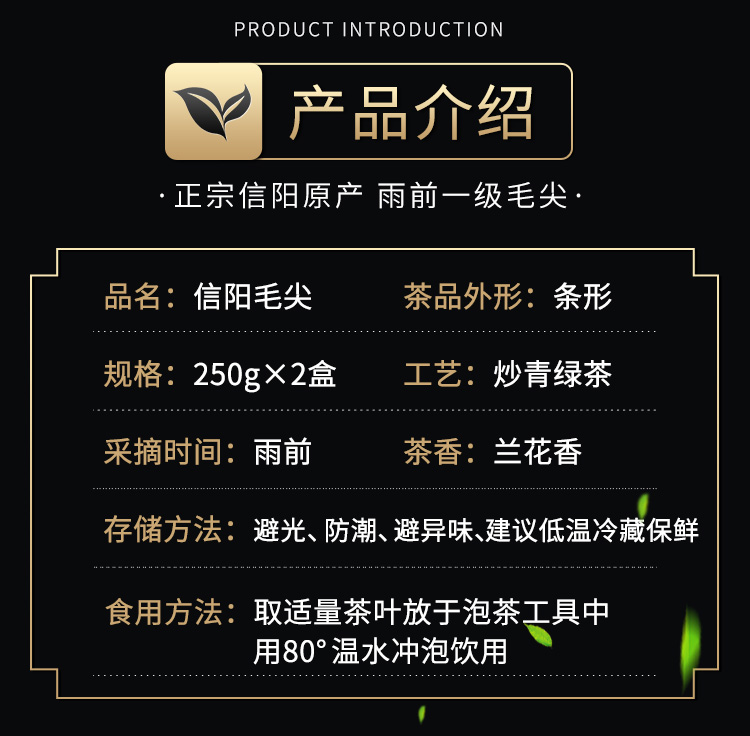 PRODUCT INTRODUCTION
产品介绍
·正宗信阳原产 雨前一级毛尖·
品名：信阳毛尖 茶品外形：条形
规格：250g×2盒 工艺：炒青绿茶
采摘时间：雨前 茶香：兰花香
存储方法：避光、防潮、避异味、建议低温冷藏保鲜
食用方法：取适量茶叶放于泡茶工具中
用80°温水冲泡饮用